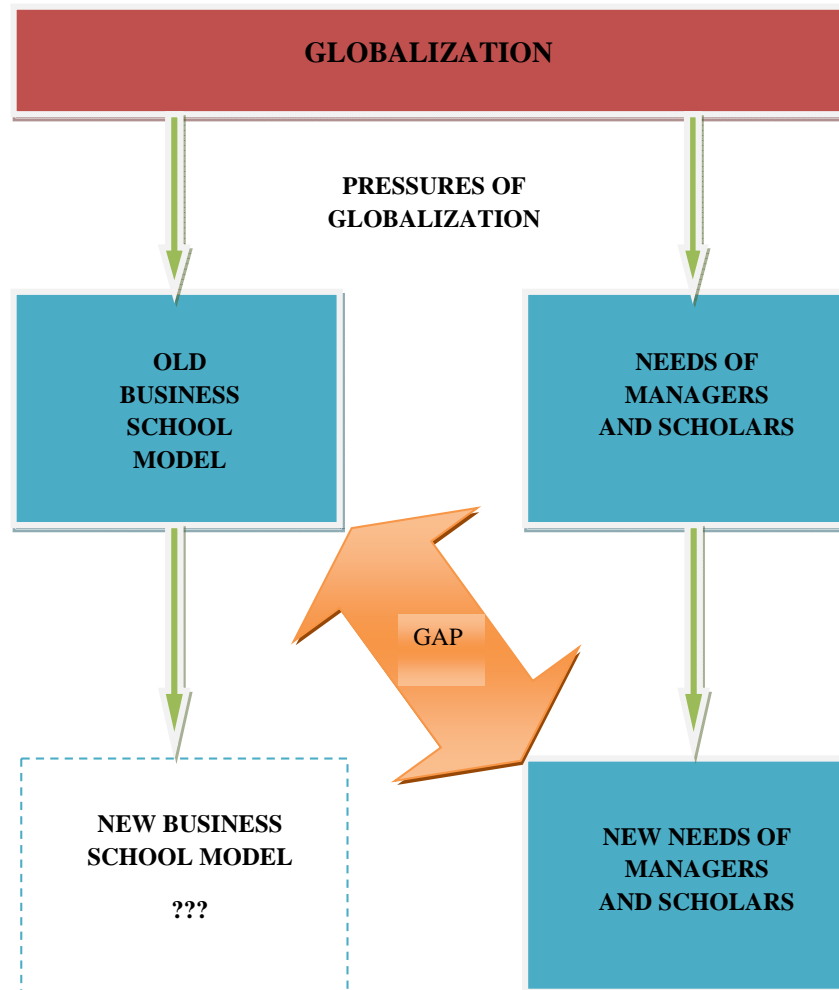 GLOBALIZATION
PRESSURES OF
GLOBALIZATION
OLD
BUSINESS
SCHOOL
MODEL
NEEDS OF
MANAGERS
AND SCHOLARS
GAP
NEW BUSINESS
SCHOOL MODEL
???
NEW NEEDS OF
MANAGERS
AND SCHOLARS